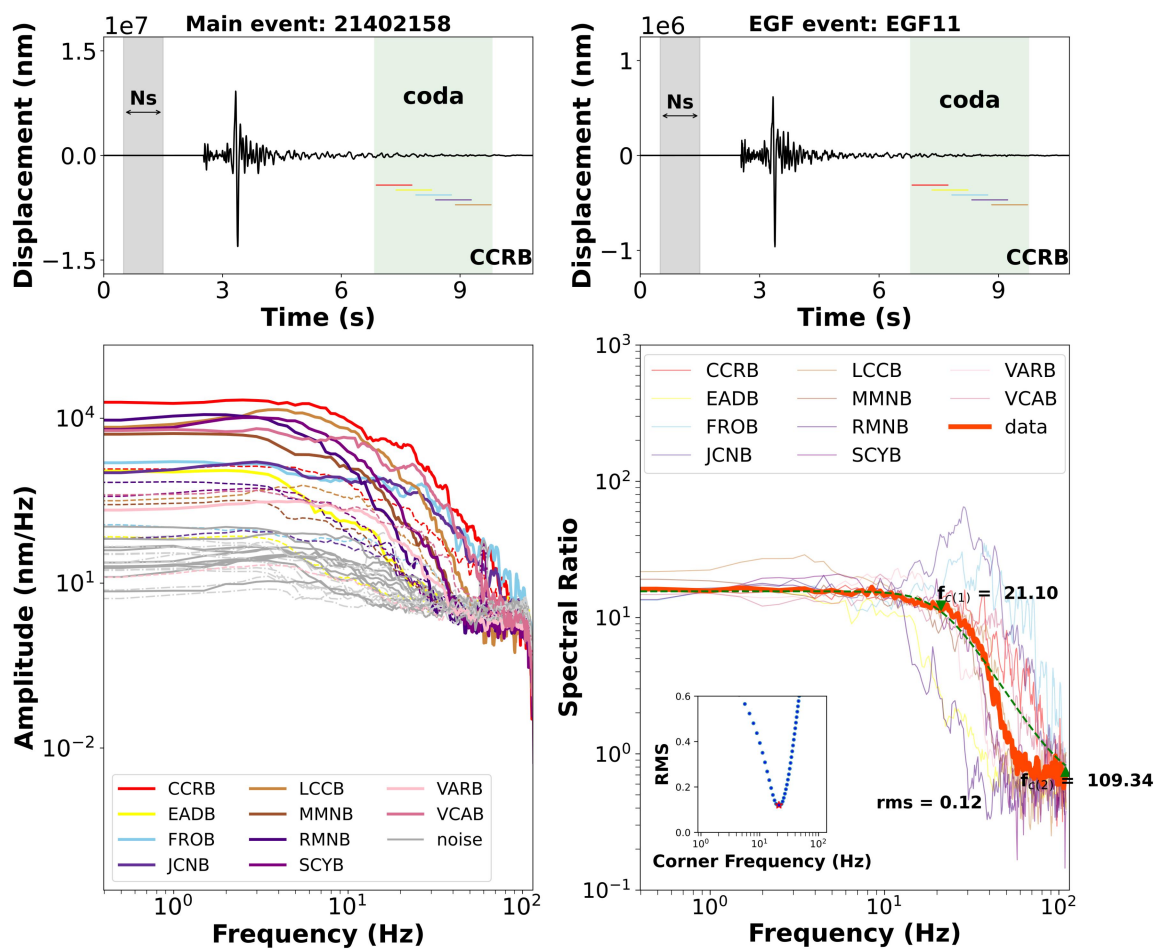 Main event: 21402158
1e7
Displacement (nm)
1.5
0.0
−1.5
Ns
coda
CCRB
0 3 6 9
Time (s)
EGF event: EGF11
1e6
Displacement (nm)
1
0
−1
Ns
coda
CCRB
0 3 6 9
Time (s)
Amplitude (nm/Hz)
10^4
10^1
10^−2
CCRB LCCB VARB
EADB MMNB VCAB
FROB RMNB noise
JCNB SCYB
10^0 10^1 10^2
Frequency (Hz)
Spectral Ratio
10^3
10^2
10^1
10^0
10^−1
CCRB LCCB VARB
EADB MMNB VCAB
FROB RMNB data
JCNB SCYB
f_c(1) = 21.10
f_c(2) = 109.34
rms = 0.12
RMS
0.6
0.4
0.2
0.0
10^0 10^1 10^2
Corner Frequency (Hz)
10^0 10^1 10^2
Frequency (Hz)